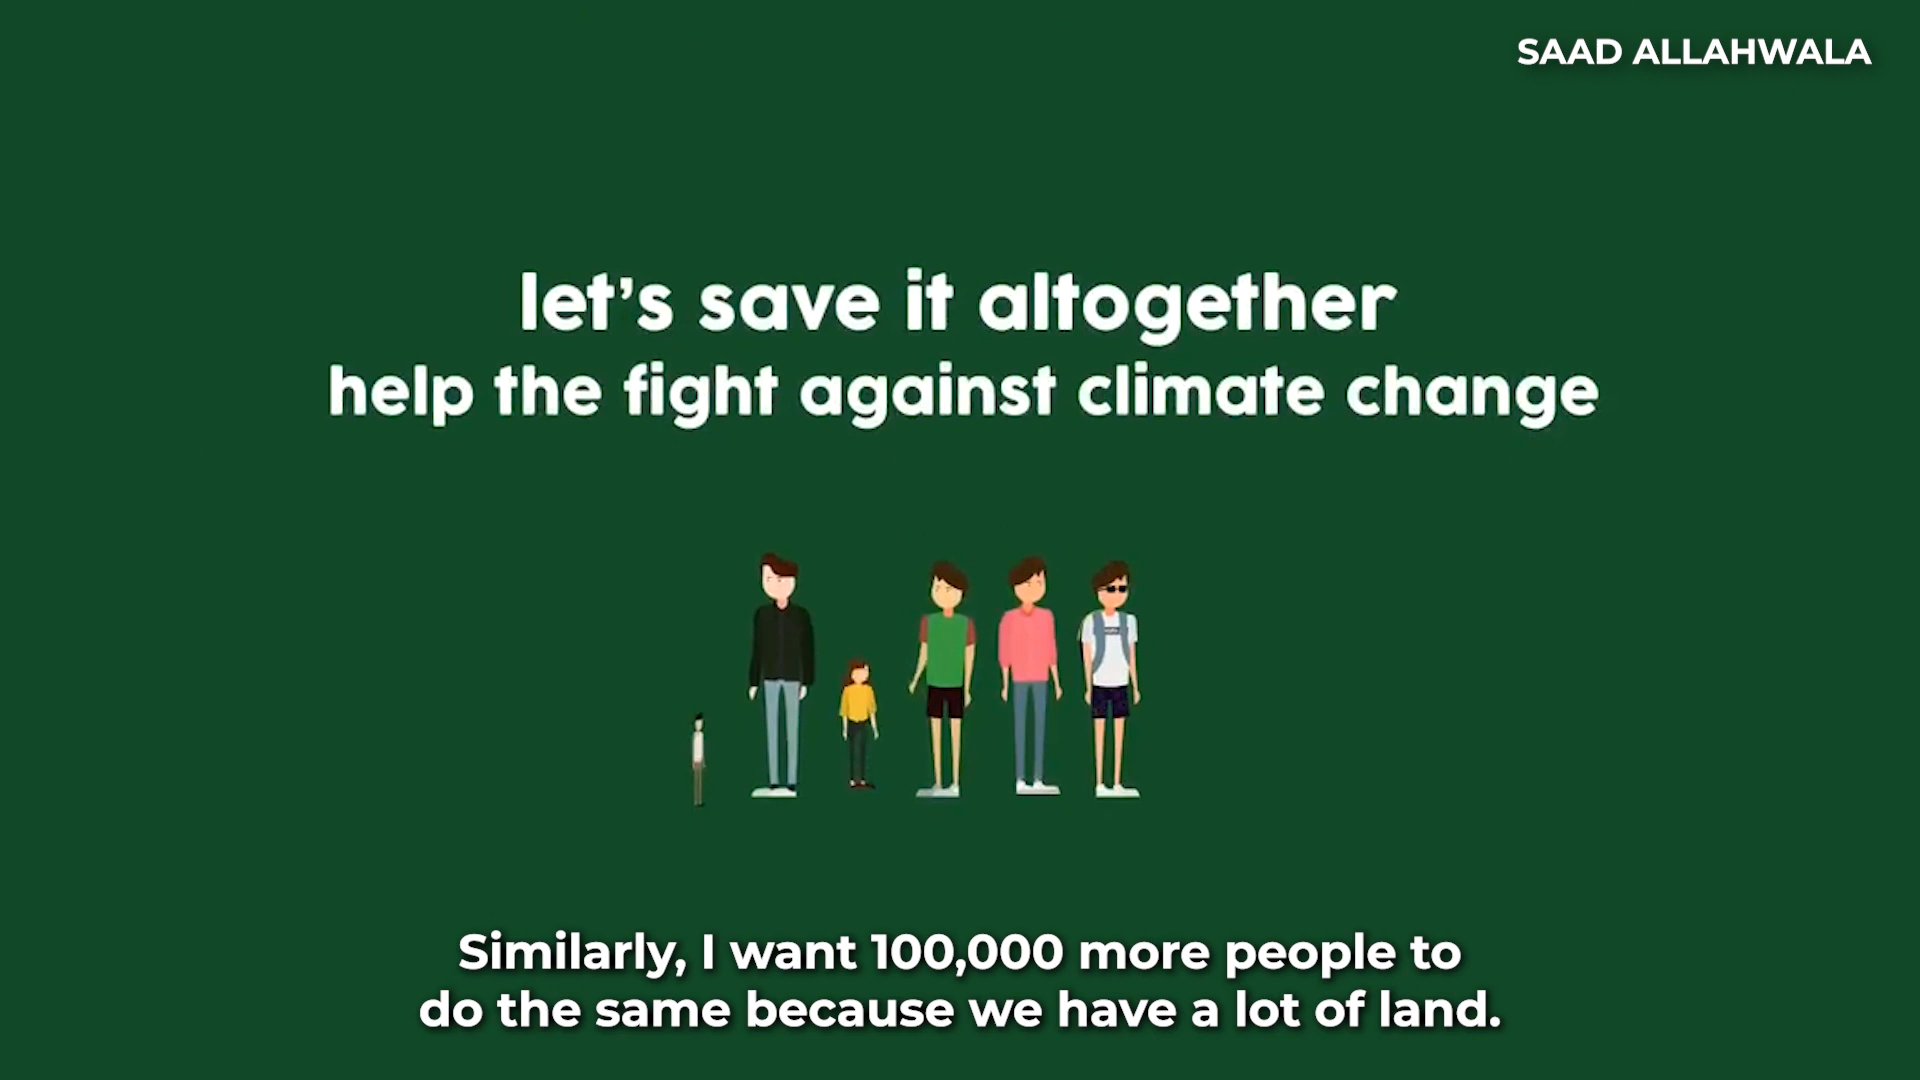 SAAD ALLAHWALA
let's save it altogether
help the fight against climate change
Similarly, I want 100,000 more people to
do the same because we have a lot of land.